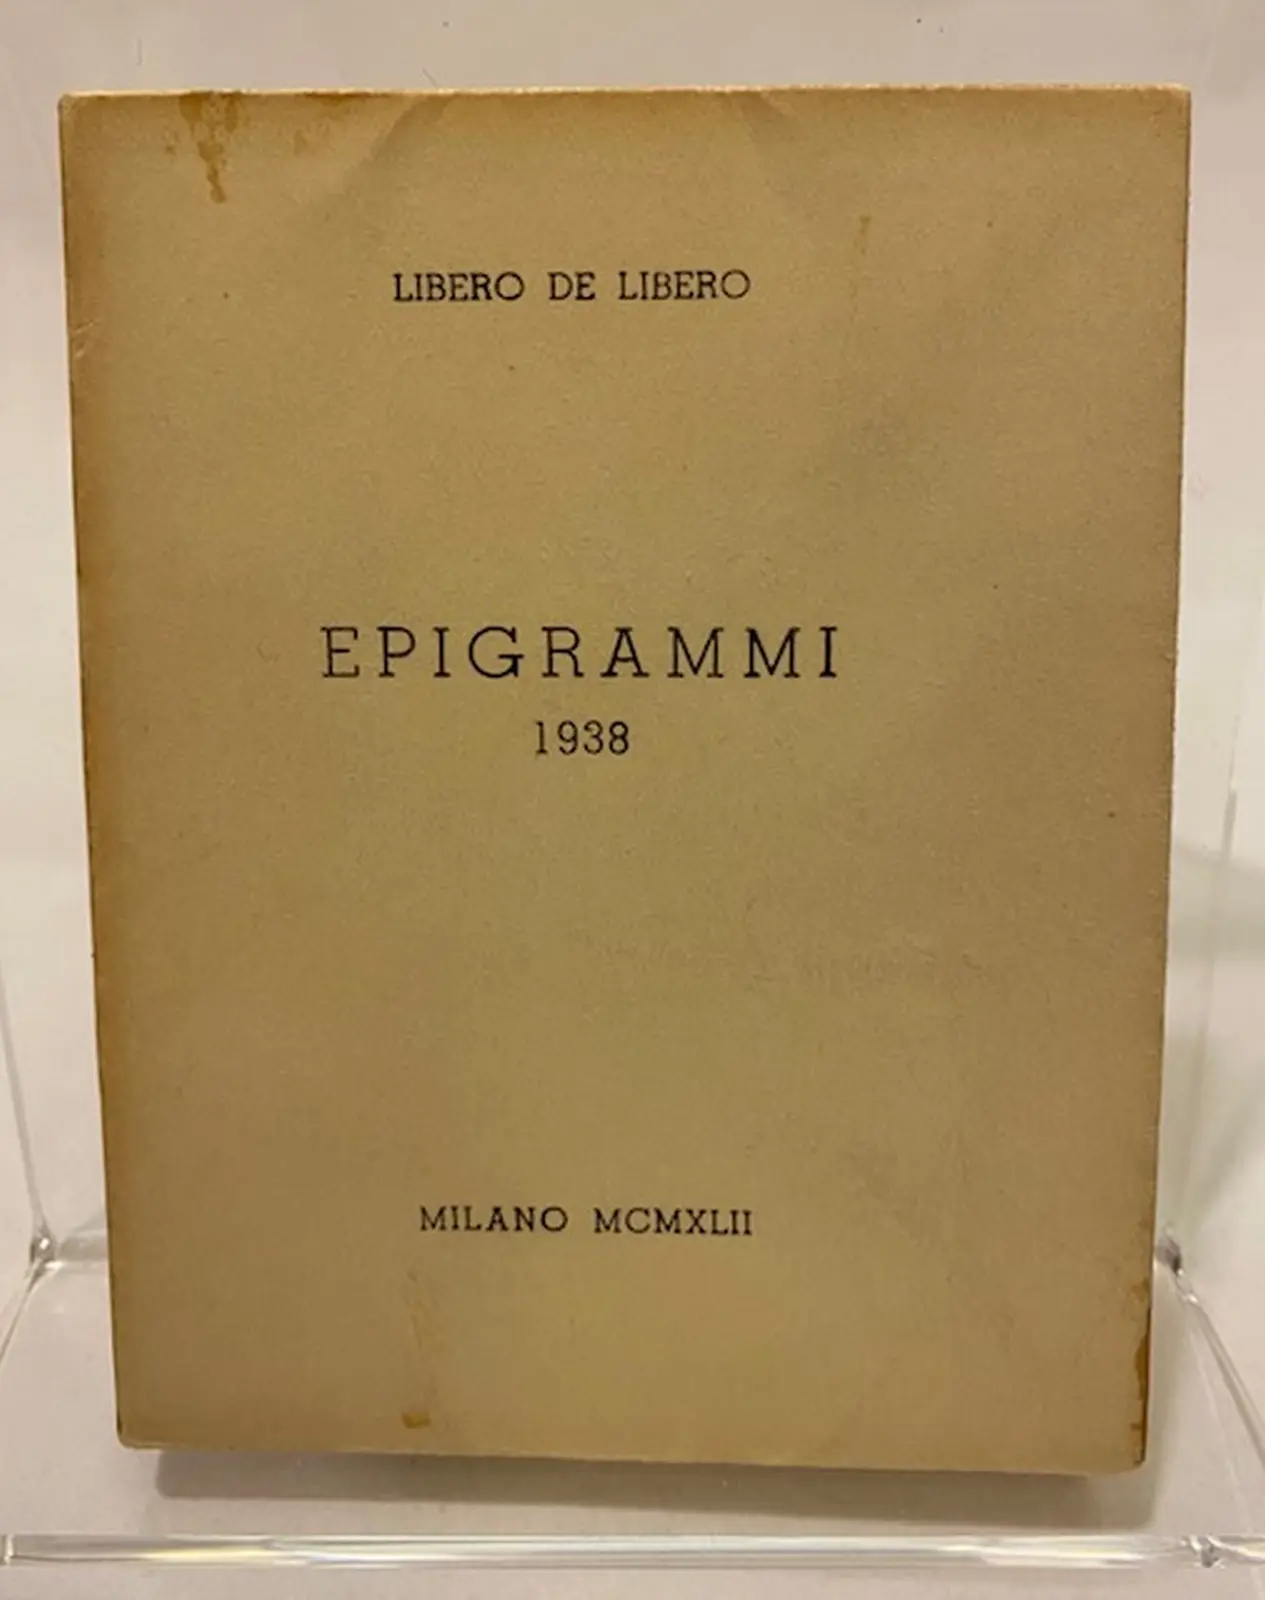 LIBERO DE LIBERO
EPIGRAMMI
1938
MILANO MCMXLII